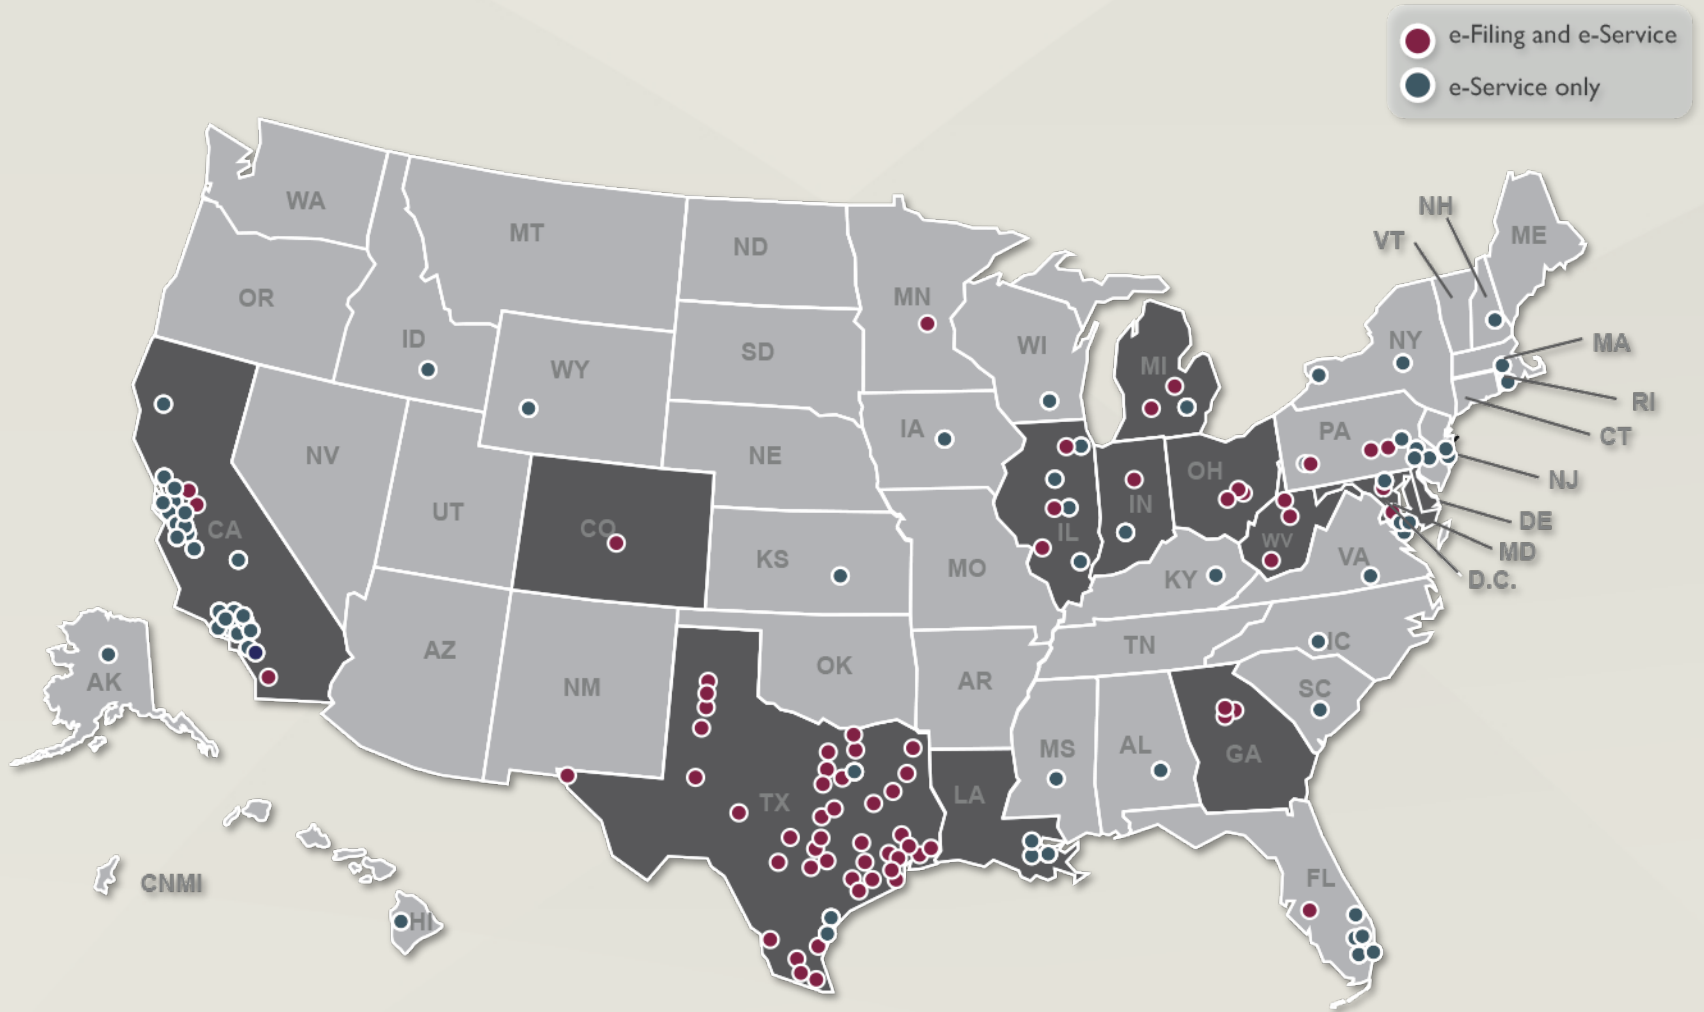 e-Filing and e-Service
e-Service only
NH
VT
ME
WA
MT
ND
OR
MN
ID
NY
MA
WI
SD
WY
MI
RI
IA
PA
CT
NV
NE
OH
NJ
UT
CO
CA
IN
IL
DE
WV
MD
KS
MO
VA
KY
D.C.
TN
IC
AZ
OK
AK
NM
AR
SC
MS
AL
GA
TX
LA
CNMI
FL
HI